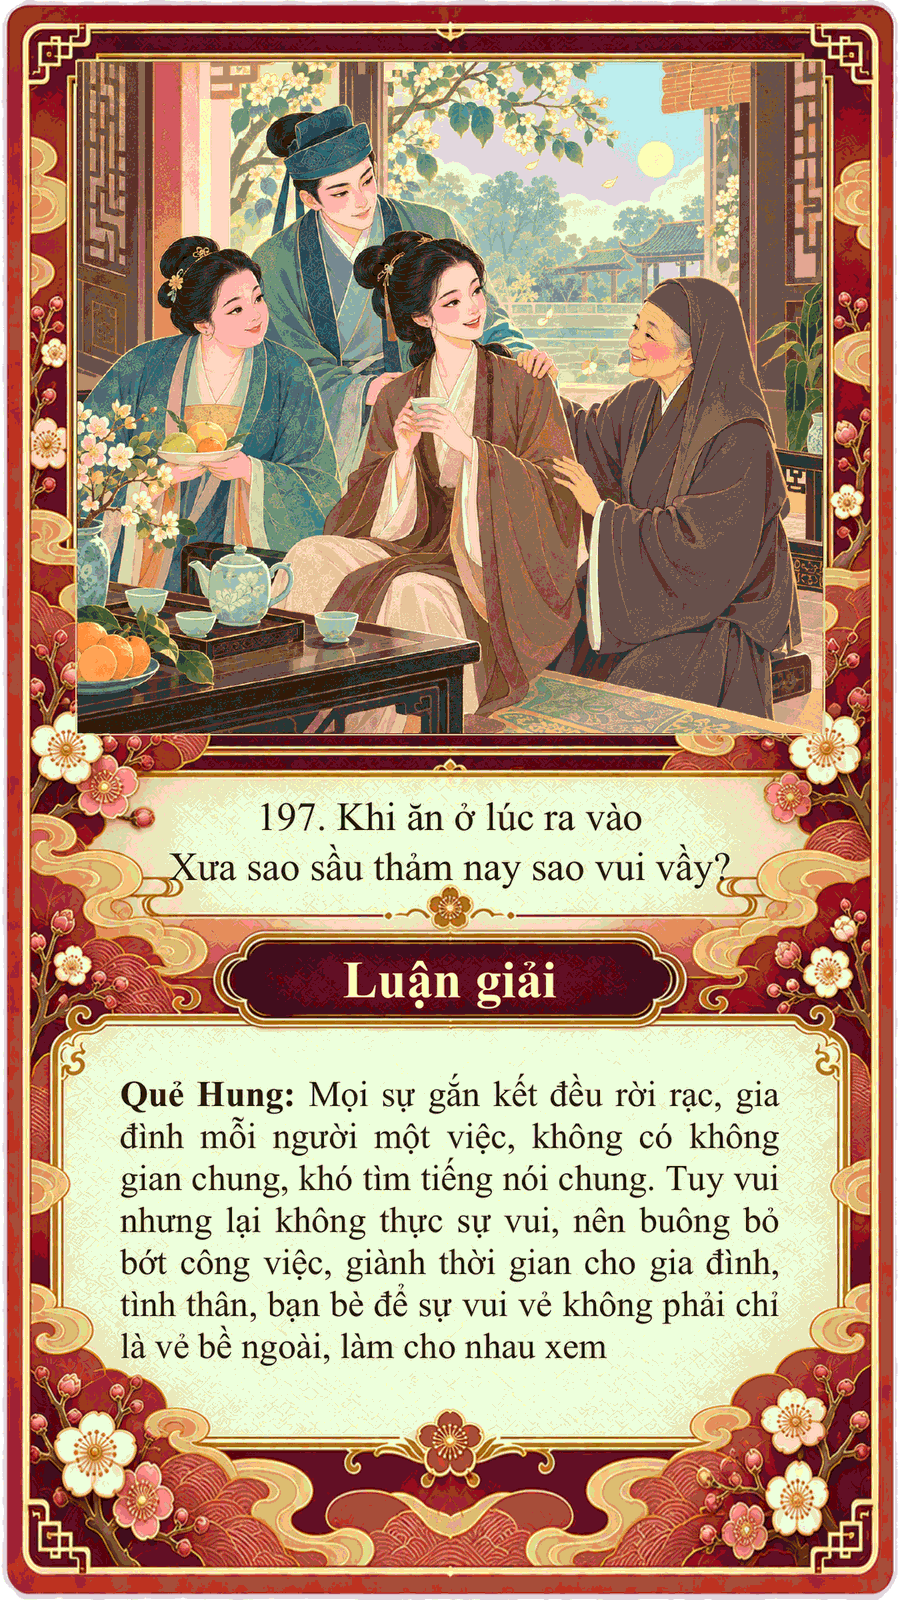 197. Khi ăn ở lúc ra vào
Xưa sao sầu thảm nay sao vui vầy?
Luận giải
Quẻ Hung: Mọi sự gắn kết đều rời rạc, gia
đình mỗi người một việc, không có không
gian chung, khó tìm tiếng nói chung. Tuy vui
nhưng lại không thực sự vui, nên buông bỏ
bớt công việc, giành thời gian cho gia đình,
tình thân, bạn bè để sự vui vẻ không phải chỉ
là vẻ bề ngoài, làm cho nhau xem